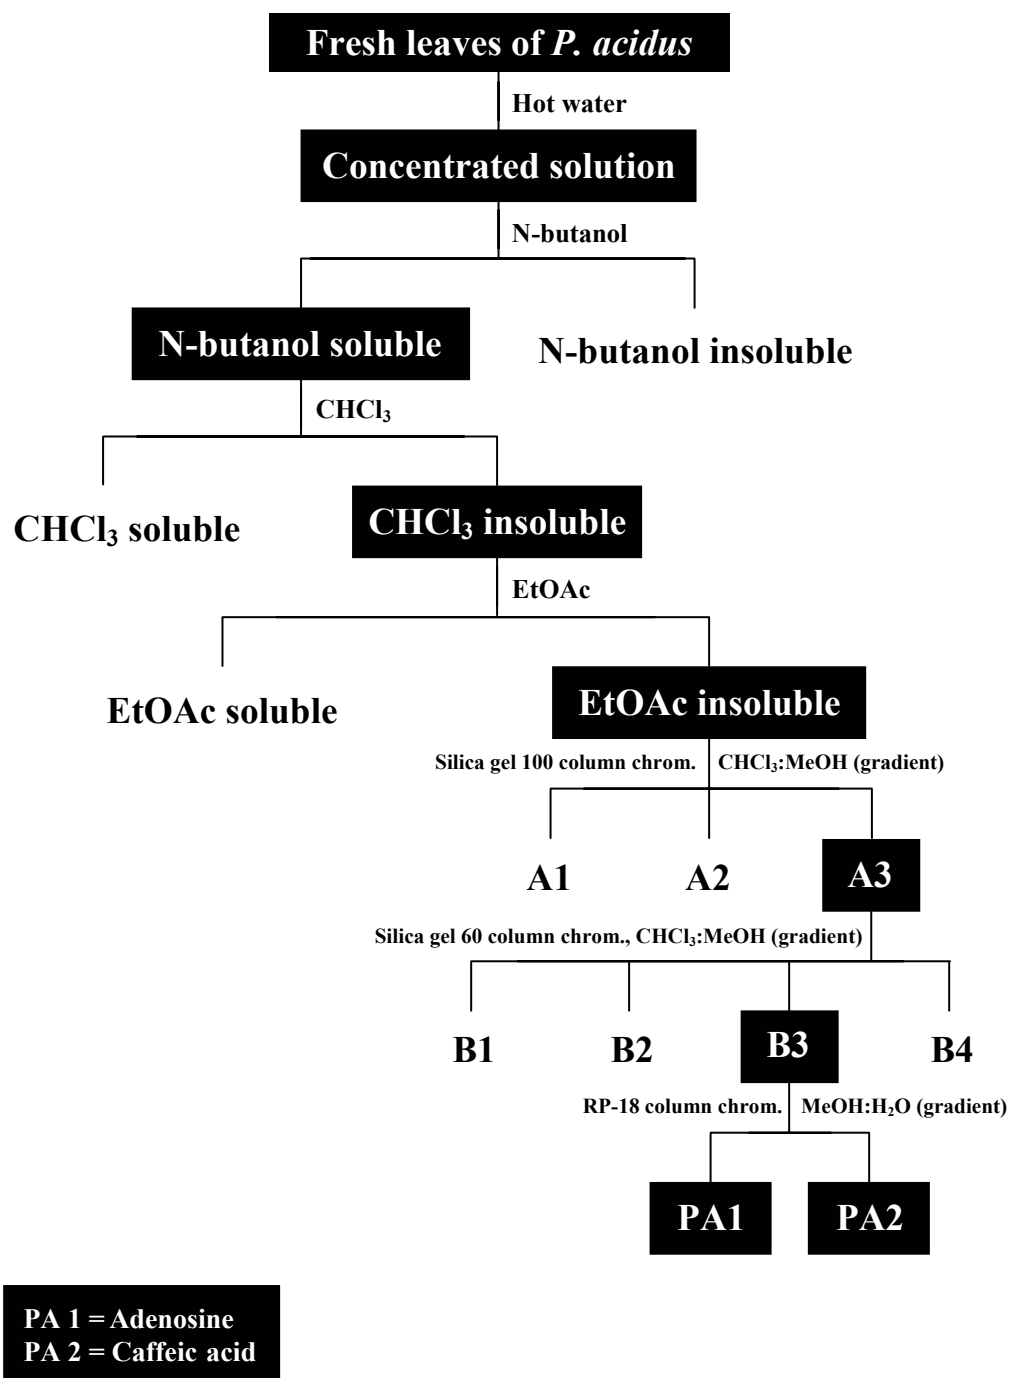 Fresh leaves of P. acidus
Hot water
Concentrated solution
N-butanol
N-butanol soluble
N-butanol insoluble
CHCl₃
CHCl₃ soluble
CHCl₃ insoluble
EtOAc
EtOAc soluble
EtOAc insoluble
Silica gel 100 column chrom.
CHCl₃:MeOH (gradient)
A1
A2
A3
Silica gel 60 column chrom., CHCl₃:MeOH (gradient)
B1
B2
B3
B4
RP-18 column chrom.
MeOH:H₂O (gradient)
PA1
PA2
PA 1 = Adenosine
PA 2 = Caffeic acid